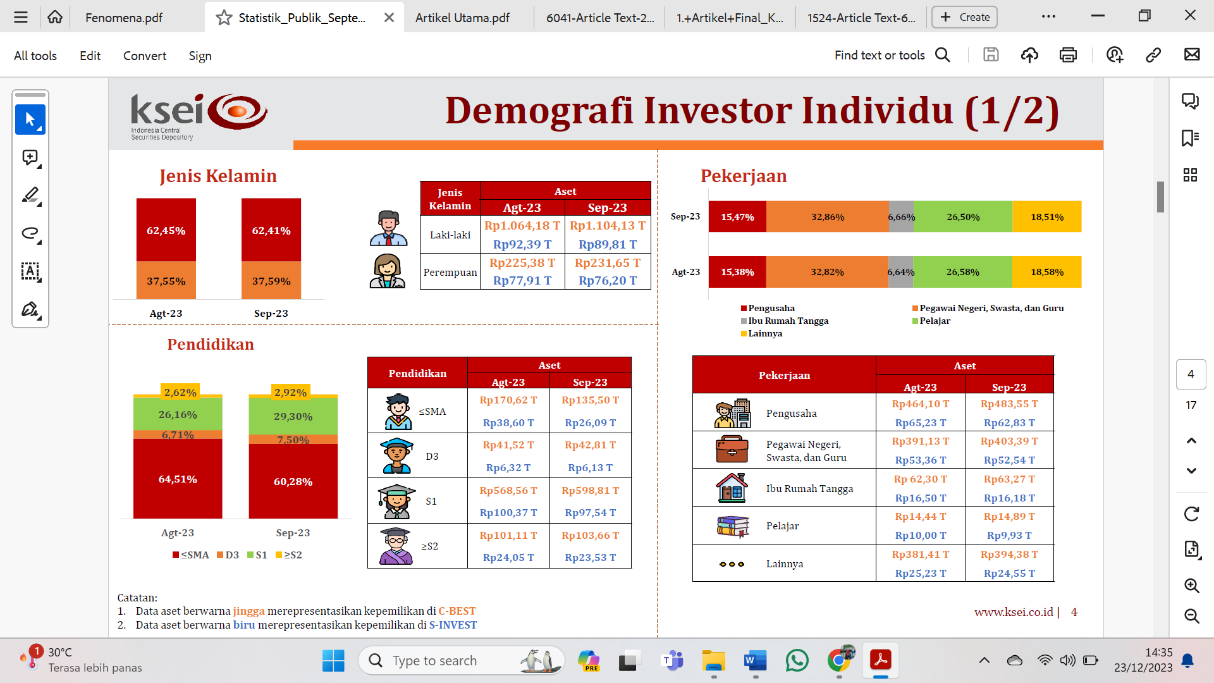 Fenomena.pdf
Statistik_Publik_Septe...
Artikel Utama.pdf
6041-Article Text-2...
1.+Artikel+Final_K...
1524-Article Text-6...
+ Create
All tools
Edit
Convert
Sign
Find text or tools
ksei
Indonesia Central
Securities Depository
Demografi Investor Individu (1/2)
Jenis Kelamin
62,45%
62,41%
37,55%
37,59%
Agt-23
Sep-23
Jenis
Kelamin
Aset
Agt-23
Sep-23
Laki-laki
Rp1.064,18 T
Rp1.104,13 T
Rp92,39 T
Rp89,81 T
Perempuan
Rp225,38 T
Rp231,65 T
Rp77,91 T
Rp76,20 T
Pekerjaan
Sep-23
15,47%
32,86%
6,66%
26,50%
18,51%
Agt-23
15,38%
32,82%
6,64%
26,58%
18,58%
Pengusaha
Pegawai Negeri, Swasta, dan Guru
Ibu Rumah Tangga
Pelajar
Lainnya
Pendidikan
2,62%
2,92%
26,16%
29,30%
6,71%
7,50%
64,51%
60,28%
Agt-23
Sep-23
≤SMA
D3
S1
≥S2
Pendidikan
Aset
Agt-23
Sep-23
≤SMA
Rp170,62 T
Rp135,50 T
Rp38,60 T
Rp26,09 T
D3
Rp41,52 T
Rp42,81 T
Rp6,32 T
Rp6,13 T
S1
Rp568,56 T
Rp598,81 T
Rp100,37 T
Rp97,54 T
≥S2
Rp101,11 T
Rp103,66 T
Rp24,05 T
Rp23,53 T
Pekerjaan
Aset
Agt-23
Sep-23
Pengusaha
Rp464,10 T
Rp483,55 T
Rp65,23 T
Rp62,83 T
Pegawai Negeri,
Swasta, dan Guru
Rp391,13 T
Rp403,39 T
Rp53,36 T
Rp52,54 T
Ibu Rumah Tangga
Rp 62,30 T
Rp63,27 T
Rp16,50 T
Rp16,18 T
Pelajar
Rp14,44 T
Rp14,89 T
Rp10,00 T
Rp9,93 T
Lainnya
Rp381,41 T
Rp394,38 T
Rp25,23 T
Rp24,55 T
Catatan:
1. Data aset berwarna jingga merepresentasikan kepemilikan di C-BEST
2. Data aset berwarna biru merepresentasikan kepemilikan di S-INVEST
www.ksei.co.id | 4
4
17
1
30°C
Terasa lebih panas
Type to search
PRE
14:35
23/12/2023